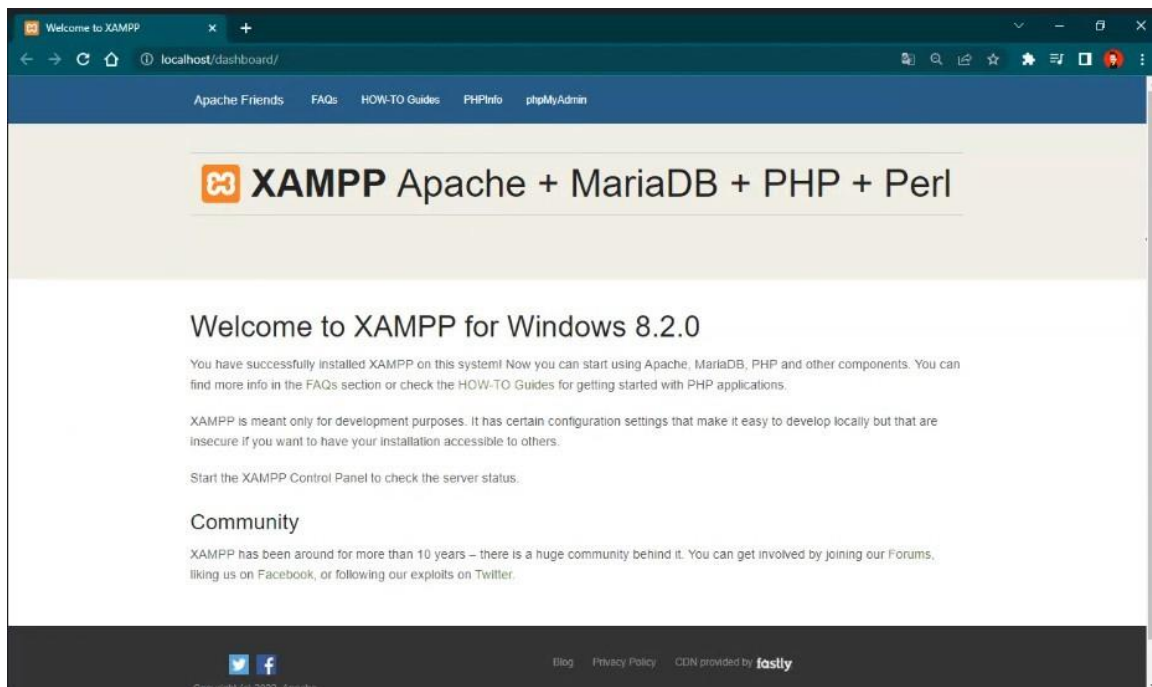 Welcome to XAMPP
localhost/dashboard/
Apache Friends FAQs HOW-TO Guides PHPInfo phpMyAdmin
XAMPP Apache + MariaDB + PHP + Perl
Welcome to XAMPP for Windows 8.2.0
You have successfully installed XAMPP on this system! Now you can start using Apache, MariaDB, PHP and other components. You can
find more info in the FAQs section or check the HOW-TO Guides for getting started with PHP applications.
XAMPP is meant only for development purposes. It has certain configuration settings that make it easy to develop locally but that are
insecure if you want to have your installation accessible to others.
Start the XAMPP Control Panel to check the server status.
Community
XAMPP has been around for more than 10 years – there is a huge community behind it. You can get involved by joining our Forums,
liking us on Facebook, or following our exploits on Twitter.
Blog Privacy Policy CDN provided by fastly